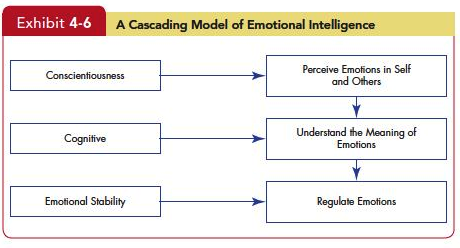 Exhibit 4-6
A Cascading Model of Emotional Intelligence
Conscientiousness
Perceive Emotions in Self
and Others
Cognitive
Understand the Meaning of
Emotions
Emotional Stability
Regulate Emotions